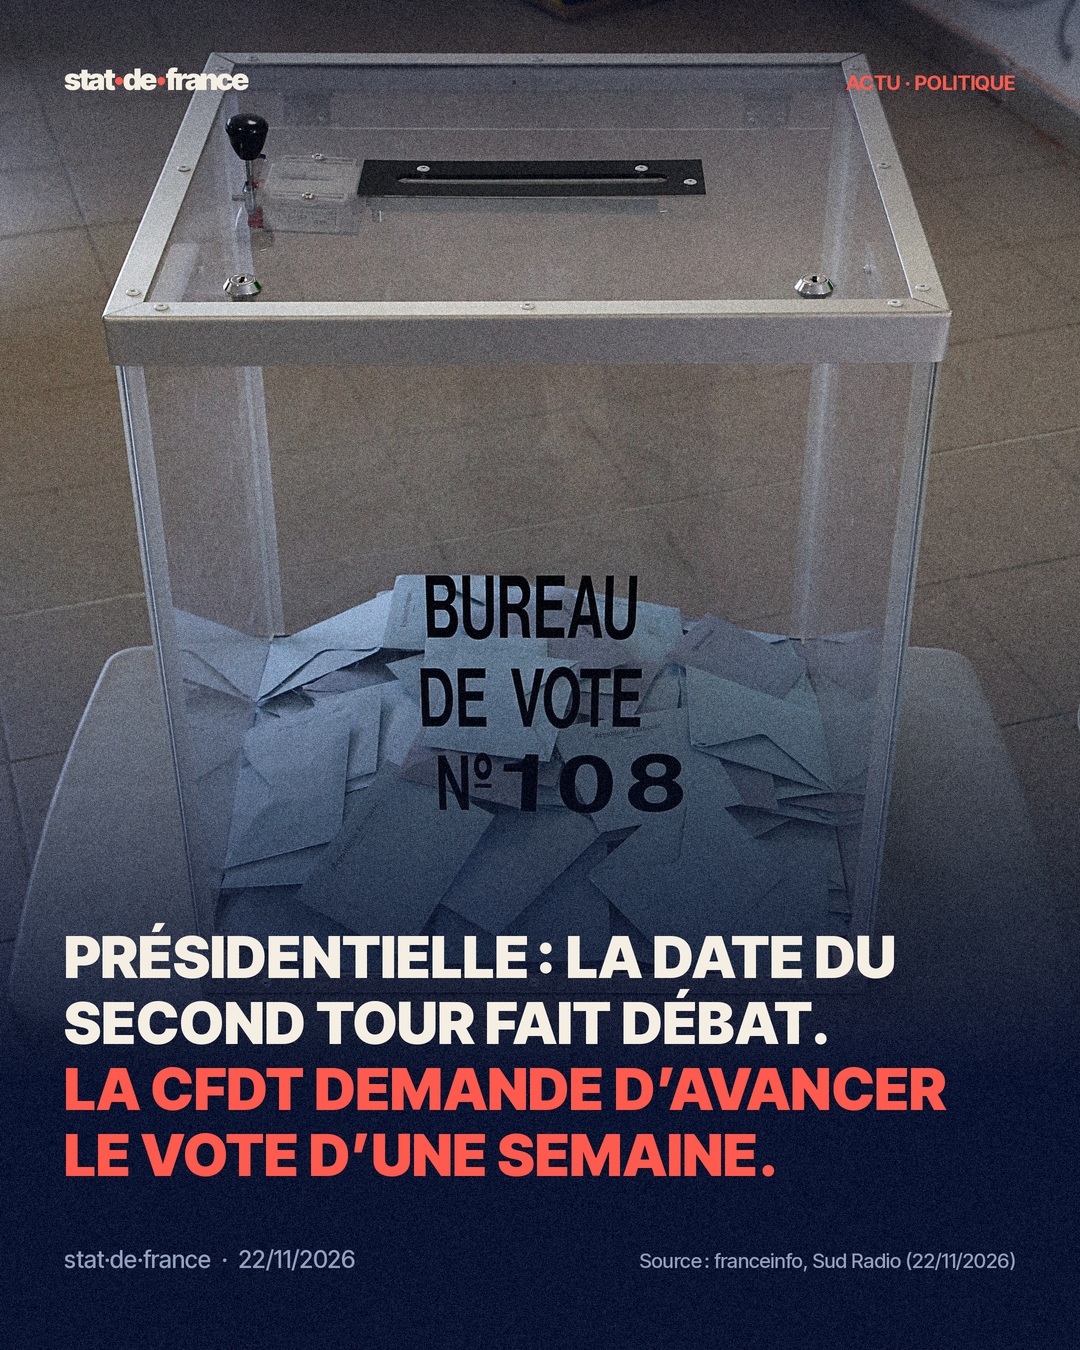 stat·de·france
ACTU · POLITIQUE
BUREAU
DE VOTE
Nº108
PRÉSIDENTIELLE : LA DATE DU
SECOND TOUR FAIT DÉBAT.
LA CFDT DEMANDE D’AVANCER
LE VOTE D’UNE SEMAINE.
stat·de·france · 22/11/2026
Source : franceinfo, Sud Radio (22/11/2026)